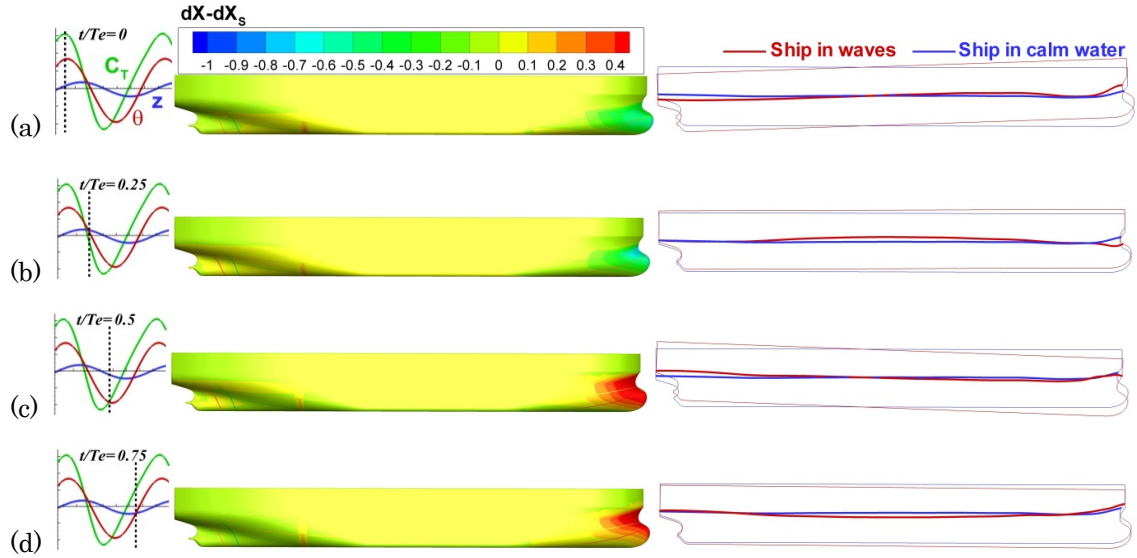 t/Te= 0
C_T
z
θ
dX-dX_S
-1 -0.9 -0.8 -0.7 -0.6 -0.5 -0.4 -0.3 -0.2 -0.1 0 0.1 0.2 0.3 0.4
Ship in waves Ship in calm water
(a)
t/Te= 0.25
(b)
t/Te= 0.5
(c)
t/Te= 0.75
(d)